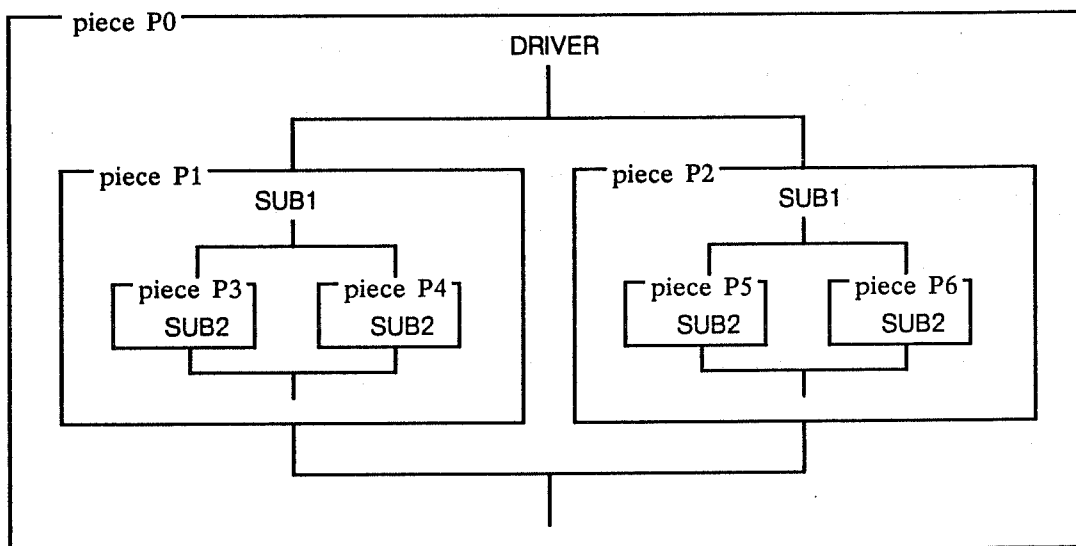 piece P0
DRIVER
piece P1
piece P2
SUB1
SUB1
piece P3
piece P4
piece P5
piece P6
SUB2
SUB2
SUB2
SUB2